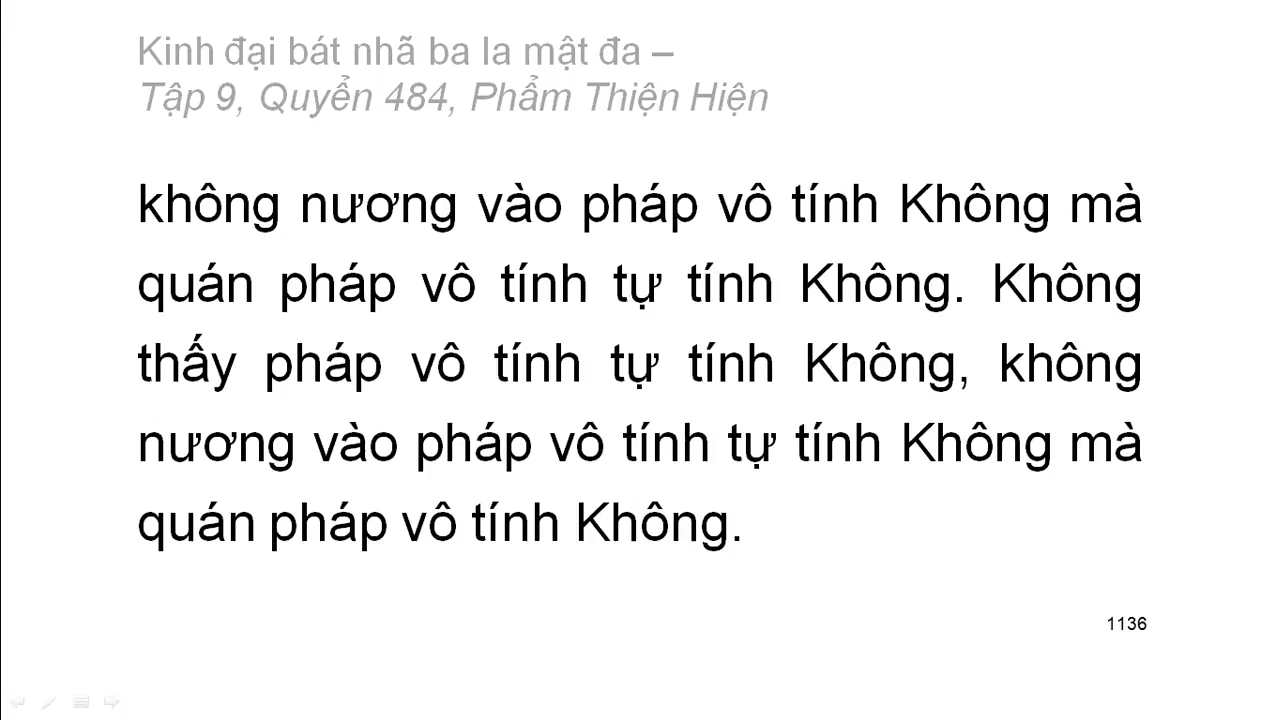 Kinh đại bát nhã ba la mật đa –
Tập 9, Quyển 484, Phẩm Thiện Hiện
không nương vào pháp vô tính Không mà
quán pháp vô tính tự tính Không. Không
thấy pháp vô tính tự tính Không, không
nương vào pháp vô tính tự tính Không mà
quán pháp vô tính Không.
1136